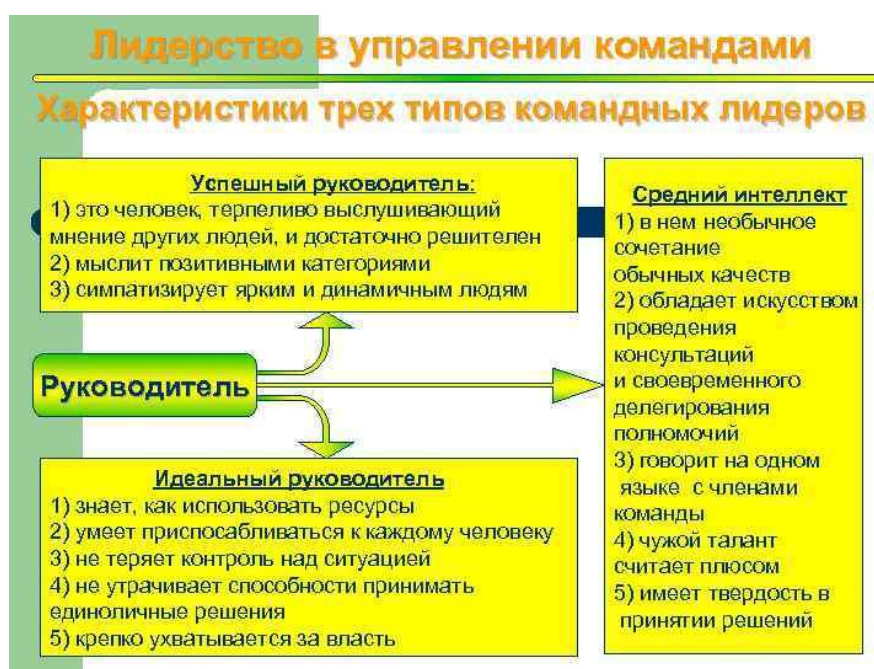 Лидерство в управлении командами
Характеристики трех типов командных лидеров
Успешный руководитель:
1) это человек, терпеливо выслушивающий
мнение других людей, и достаточно решителен
2) мыслит позитивными категориями
3) симпатизирует ярким и динамичным людям
Руководитель
Идеальный руководитель
1) знает, как использовать ресурсы
2) умеет приспосабливаться к каждому человеку
3) не теряет контроль над ситуацией
4) не утрачивает способности принимать
единоличные решения
5) крепко ухватывается за власть
Средний интеллект
1) в нем необычное
сочетание
обычных качеств
2) обладает искусством
проведения
консультаций
и своевременного
делегирования
полномочий
3) говорит на одном
языке с членами
команды
4) чужой талант
считает плюсом
5) имеет твердость в
принятии решений